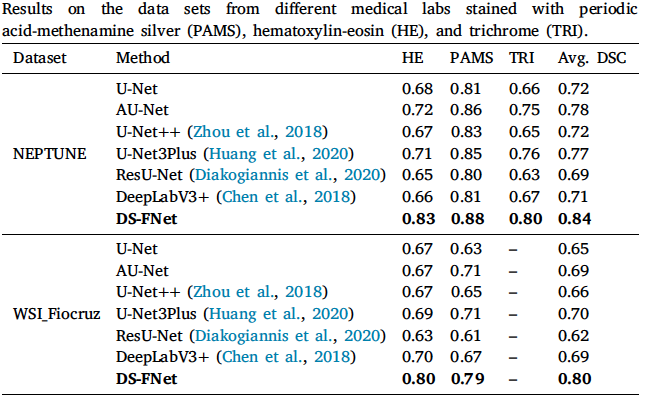 Results on the data sets from different medical labs stained with periodic
acid-methenamine silver (PAMS), hematoxylin-eosin (HE), and trichrome (TRI).
Dataset Method HE PAMS TRI Avg. DSC
U-Net 0.68 0.81 0.66 0.72
AU-Net 0.72 0.86 0.75 0.78
U-Net++ (Zhou et al., 2018) 0.67 0.83 0.65 0.72
NEPTUNE U-Net3Plus (Huang et al., 2020) 0.71 0.85 0.76 0.77
ResU-Net (Diakogiannis et al., 2020) 0.65 0.80 0.63 0.69
DeepLabV3+ (Chen et al., 2018) 0.66 0.81 0.67 0.71
DS-FNet 0.83 0.88 0.80 0.84
U-Net 0.67 0.63 – 0.65
AU-Net 0.67 0.71 – 0.69
U-Net++ (Zhou et al., 2018) 0.67 0.65 – 0.66
WSI_Fiocruz U-Net3Plus (Huang et al., 2020) 0.69 0.71 – 0.70
ResU-Net (Diakogiannis et al., 2020) 0.63 0.61 – 0.62
DeepLabV3+ (Chen et al., 2018) 0.70 0.67 – 0.69
DS-FNet 0.80 0.79 – 0.80